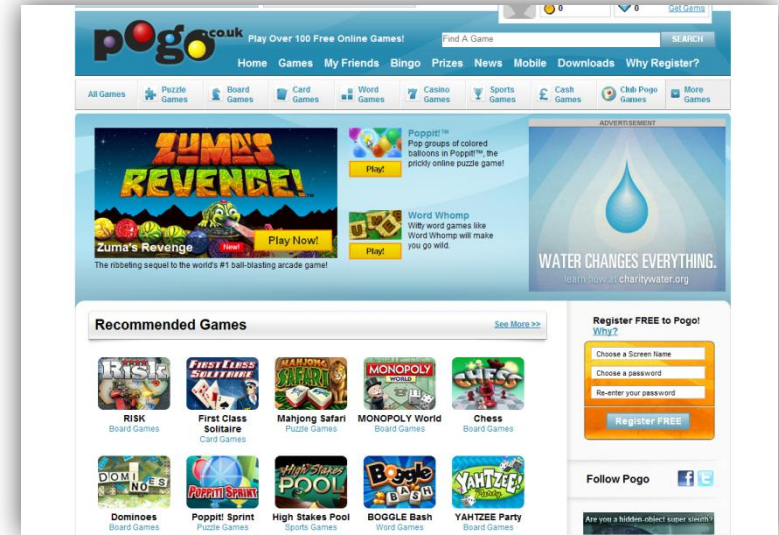 0 0 Get Gems
pogo.co.uk Play Over 100 Free Online Games! Find A Game SEARCH
Home Games My Friends Bingo Prizes News Mobile Downloads Why Register?
All Games Puzzle Games Board Games Card Games Word Games Casino Games Sports Games Cash Games Club Pogo Games More Games
ADVERTISEMENT
ZUMA'S
REVENGE!
Zuma's Revenge New! Play Now!
The ribbeting sequel to the world's #1 ball-blasting arcade game!
Poppit!™
Pop groups of colored
balloons in Poppit!™, the
prickly online puzzle game!
Play!
Word Whomp
Witty word games like
Word Whomp will make
you go wild.
Play!
WATER CHANGES EVERYTHING.
learn how at charitywater.org
Recommended Games See More >>
RISK
FIRST CLASS
SOLITAIRE
MAHJONG
SAFARI
MONOPOLY
WORLD
CHESS
RISK
Board Games
First Class
Solitaire
Card Games
Mahjong Safari
Puzzle Games
MONOPOLY World
Board Games
Chess
Board Games
DOMI
NOES
POPPIT! SPRINT
High Stakes
POOL
Boggle
BASH
YAHTZEE!
Party
Dominoes
Board Games
Poppit! Sprint
Puzzle Games
High Stakes Pool
Sports Games
BOGGLE Bash
Word Games
YAHTZEE Party
Board Games
Register FREE to Pogo!
Why?
Choose a Screen Name
Choose a password
Re-enter your password
Register FREE
Follow Pogo f t
Are you a hidden-object super sleuth?